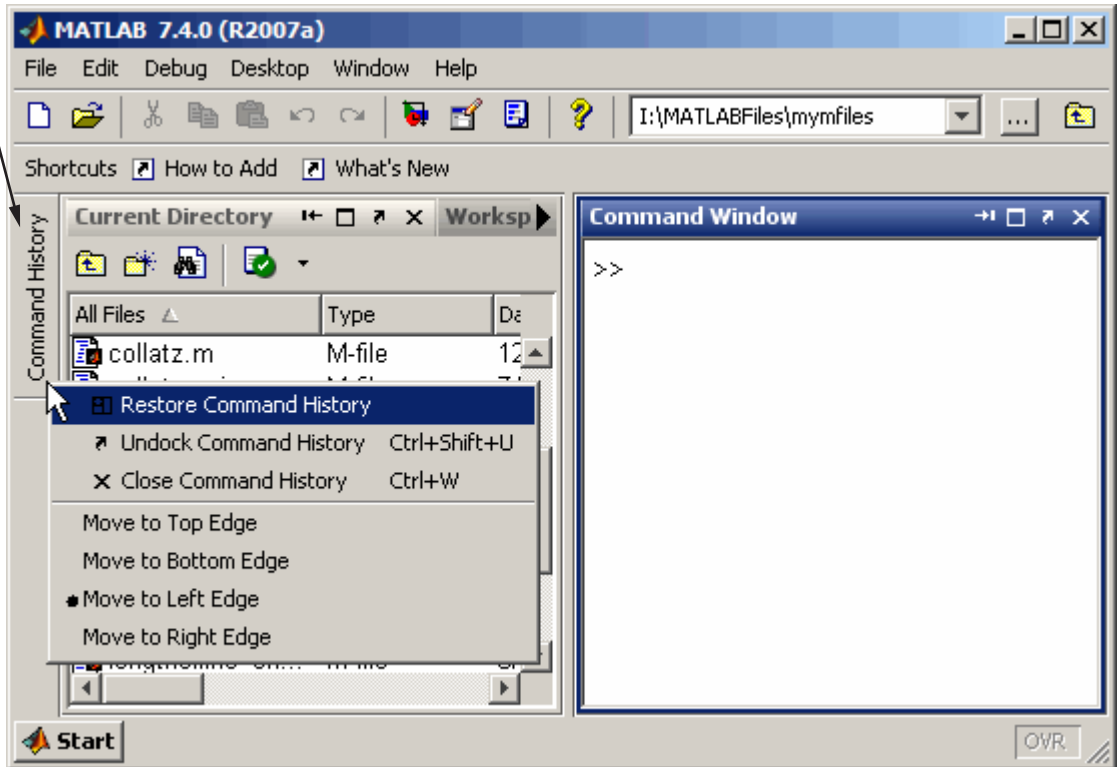 MATLAB 7.4.0 (R2007a)
File Edit Debug Desktop Window Help
I:\MATLABFiles\mymfiles ...
Shortcuts How to Add What's New
Command History
Current Directory Worksp
All Files Type Da
collatz.m M-file 12
Restore Command History
Undock Command History Ctrl+Shift+U
Close Command History Ctrl+W
Move to Top Edge
Move to Bottom Edge
Move to Left Edge
Move to Right Edge
Command Window
>>
Start
OVR